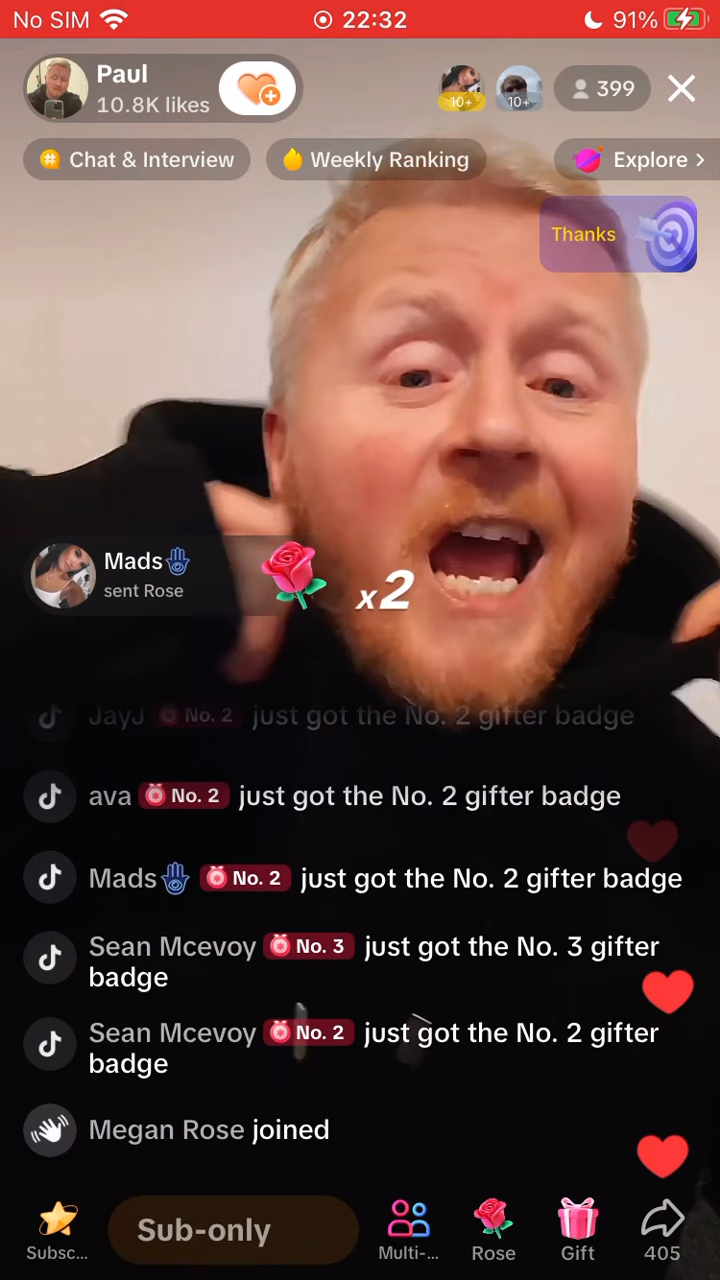 No SIM 22:32 91%
Paul
10.8K likes
10+ 10+ 399
Chat & Interview Weekly Ranking Explore >
Thanks
Mads
sent Rose
x2
JayJ No. 2 just got the No. 2 gifter badge
ava No. 2 just got the No. 2 gifter badge
Mads No. 2 just got the No. 2 gifter badge
Sean Mcevoy No. 3 just got the No. 3 gifter
badge
Sean Mcevoy No. 2 just got the No. 2 gifter
badge
Megan Rose joined
Sub-only
Subsc... Multi-... Rose Gift 405